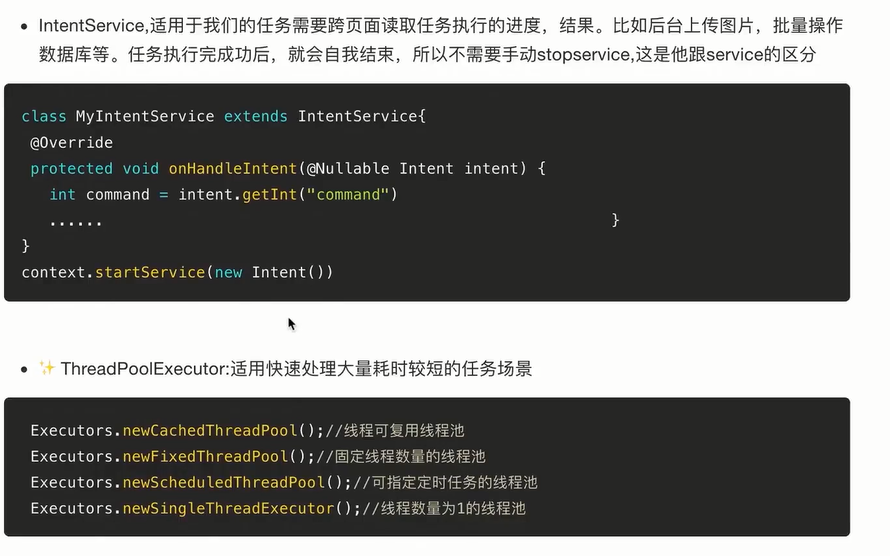 IntentService,适用于我们的任务需要跨页面读取任务执行的进度，结果。比如后台上传图片，批量操作
数据库等。任务执行完成功后，就会自我结束，所以不需要手动stopservice,这是他跟service的区分
class MyIntentService extends IntentService{
@Override
protected void onHandleIntent(@Nullable Intent intent) {
int command = intent.getInt("command")
...... }
}
context.startService(new Intent())
✨ ThreadPoolExecutor:适用快速处理大量耗时较短的任务场景
Executors.newCachedThreadPool();//线程可复用线程池
Executors.newFixedThreadPool();//固定线程数量的线程池
Executors.newScheduledThreadPool();//可指定定时任务的线程池
Executors.newSingleThreadExecutor();//线程数量为1的线程池